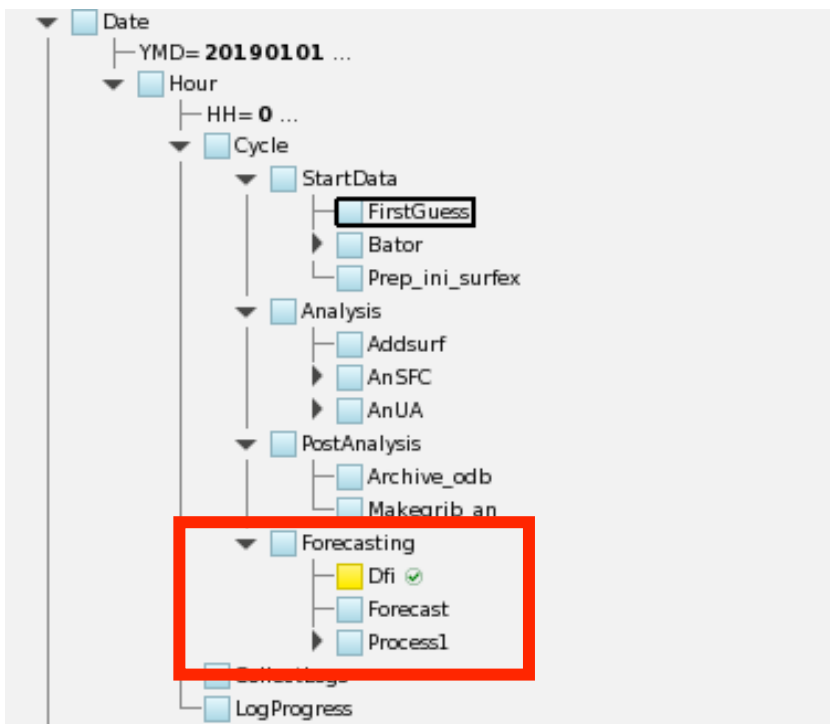 Date
YMD= 20190101 ...
Hour
HH= 0 ...
Cycle
StartData
FirstGuess
Bator
Prep_ini_surfex
Analysis
Addsurf
AnSFC
AnUA
PostAnalysis
Archive_odb
Makegrib_an
Forecasting
Dfi
Forecast
Process1
LogProgress